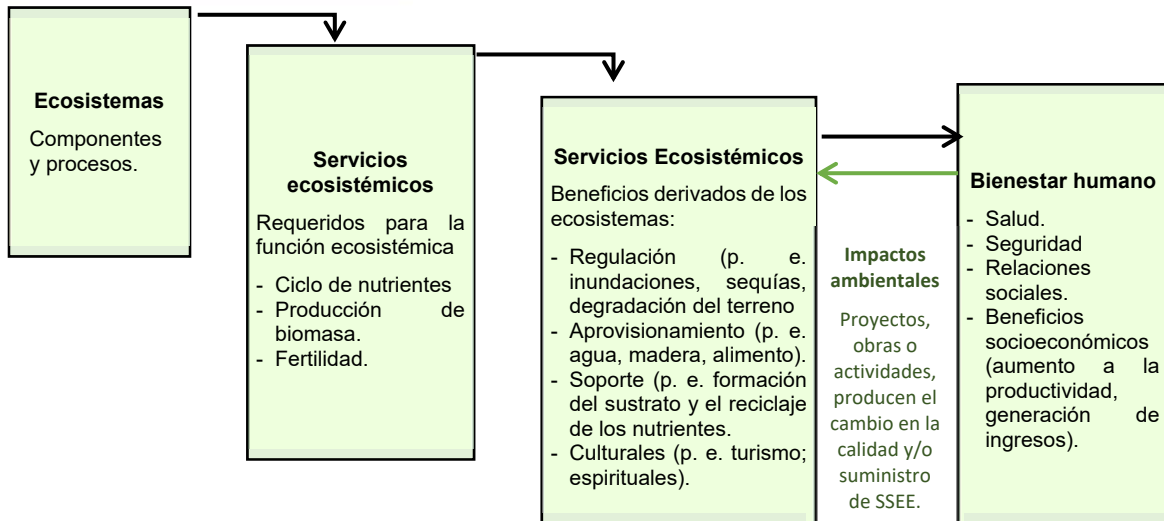 Ecosistemas
Componentes
y procesos.
Servicios
ecosistémicos
Requeridos para la
función ecosistémica
- Ciclo de nutrientes
- Producción de
biomasa.
- Fertilidad.
Servicios Ecosistémicos
Beneficios derivados de los
ecosistemas:
- Regulación (p. e.
inundaciones, sequías,
degradación del terreno
- Aprovisionamiento (p. e.
agua, madera, alimento).
- Soporte (p. e. formación
del sustrato y el reciclaje
de los nutrientes.
- Culturales (p. e. turismo;
espirituales).
Impactos
ambientales
Proyectos,
obras o
actividades,
producen el
cambio en la
calidad y/o
suministro
de SSEE.
Bienestar humano
- Salud.
- Seguridad
- Relaciones
sociales.
- Beneficios
socioeconómicos
(aumento a la
productividad,
generación de
ingresos).